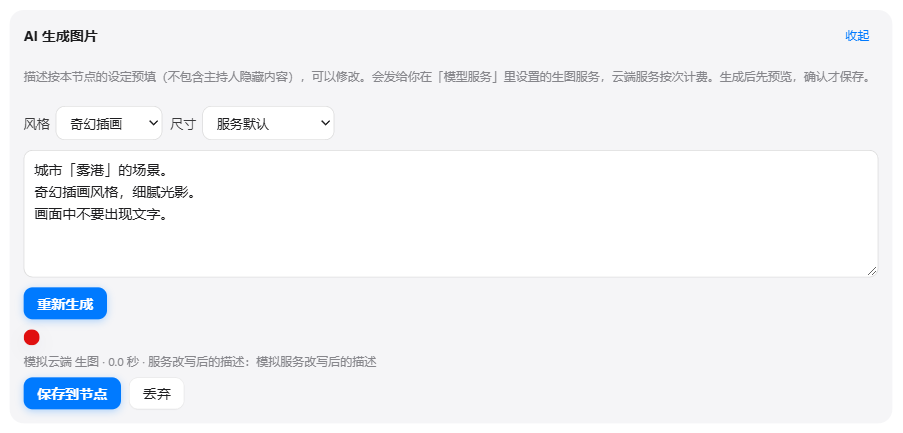 AI 生成图片 收起
描述按本节点的设定预填（不包含主持人隐藏内容），可以修改。会发给你在「模型服务」里设置的生图服务，云端服务按次计费。生成后先预览，确认才保存。
风格 奇幻插画 尺寸 服务默认
城市「雾港」的场景。
奇幻插画风格，细腻光影。
画面中不要出现文字。
重新生成
模拟云端 生图 · 0.0 秒 · 服务改写后的描述：模拟服务改写后的描述
保存到节点 丢弃